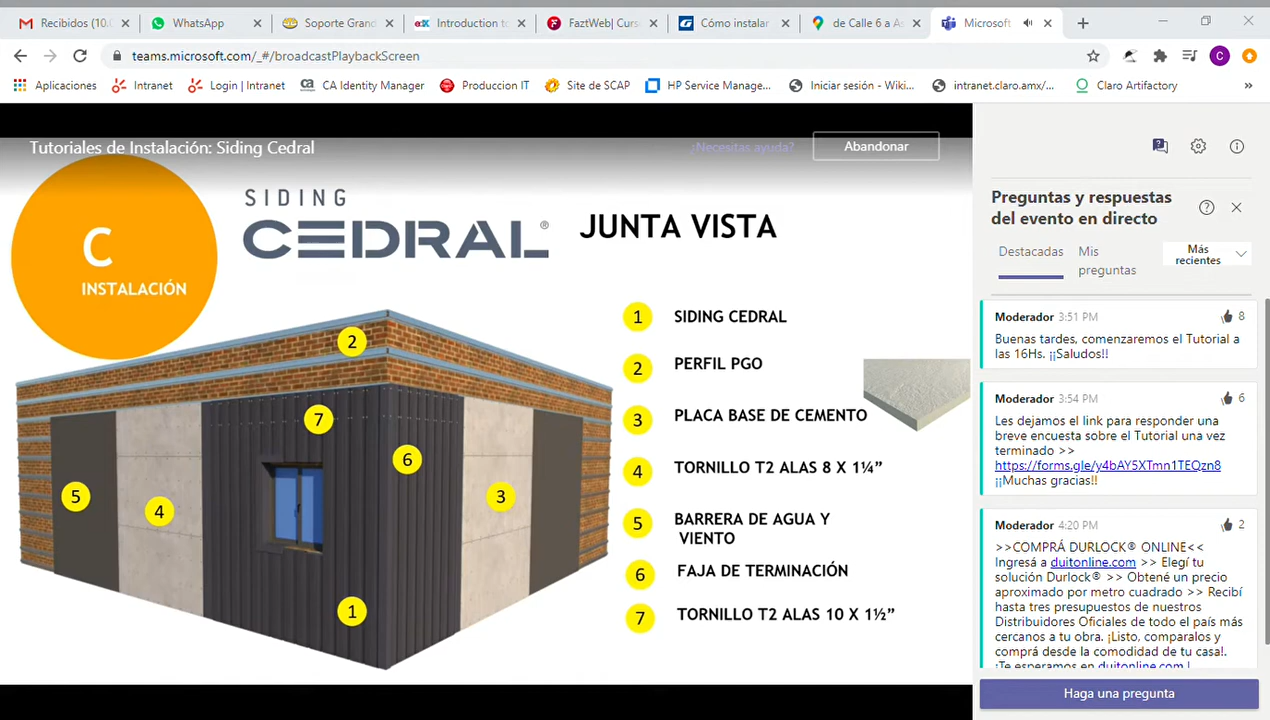 Recibidos (10.
WhatsApp
Soporte Grand
Introduction to
FaztWeb| Curs
Cómo instalar
de Calle 6 a As
Microsoft
teams.microsoft.com/_#/broadcastPlaybackScreen
C
Aplicaciones
Intranet
Login | Intranet
ca
CA Identity Manager
Produccion IT
Site de SCAP
HP Service Manage...
Iniciar sesión - Wiki...
intranet.claro.amx/...
Claro Artifactory
»
Tutoriales de Instalación: Siding Cedral
¿Necesitas ayuda?
Abandonar
C
INSTALACIÓN
SIDING
CEDRAL®
JUNTA VISTA
1 SIDING CEDRAL
2 PERFIL PGO
3 PLACA BASE DE CEMENTO
4 TORNILLO T2 ALAS 8 X 1¼”
5 BARRERA DE AGUA Y
VIENTO
6 FAJA DE TERMINACIÓN
7 TORNILLO T2 ALAS 10 X 1½”
2
7
6
5
4
3
1
Preguntas y respuestas
del evento en directo
Destacadas
Mis
preguntas
Más
recientes
Moderador 3:51 PM 8
Buenas tardes, comenzaremos el Tutorial a
las 16Hs. ¡¡Saludos!!
Moderador 3:54 PM 6
Les dejamos el link para responder una
breve encuesta sobre el Tutorial una vez
terminado >>
https://forms.gle/y4bAY5XTmn1TEQzn8
¡¡Muchas gracias!!
Moderador 4:20 PM 2
>>COMPRÁ DURLOCK® ONLINE<<
Ingresá a duitonline.com >> Elegí tu
solución Durlock® >> Obtené un precio
aproximado por metro cuadrado >> Recibí
hasta tres presupuestos de nuestros
Distribuidores Oficiales de todo el país más
cercanos a tu obra. ¡Listo, comparalos y
comprá desde la comodidad de tu casa!.
¡Te esperamos en duitonline.com |
Haga una pregunta